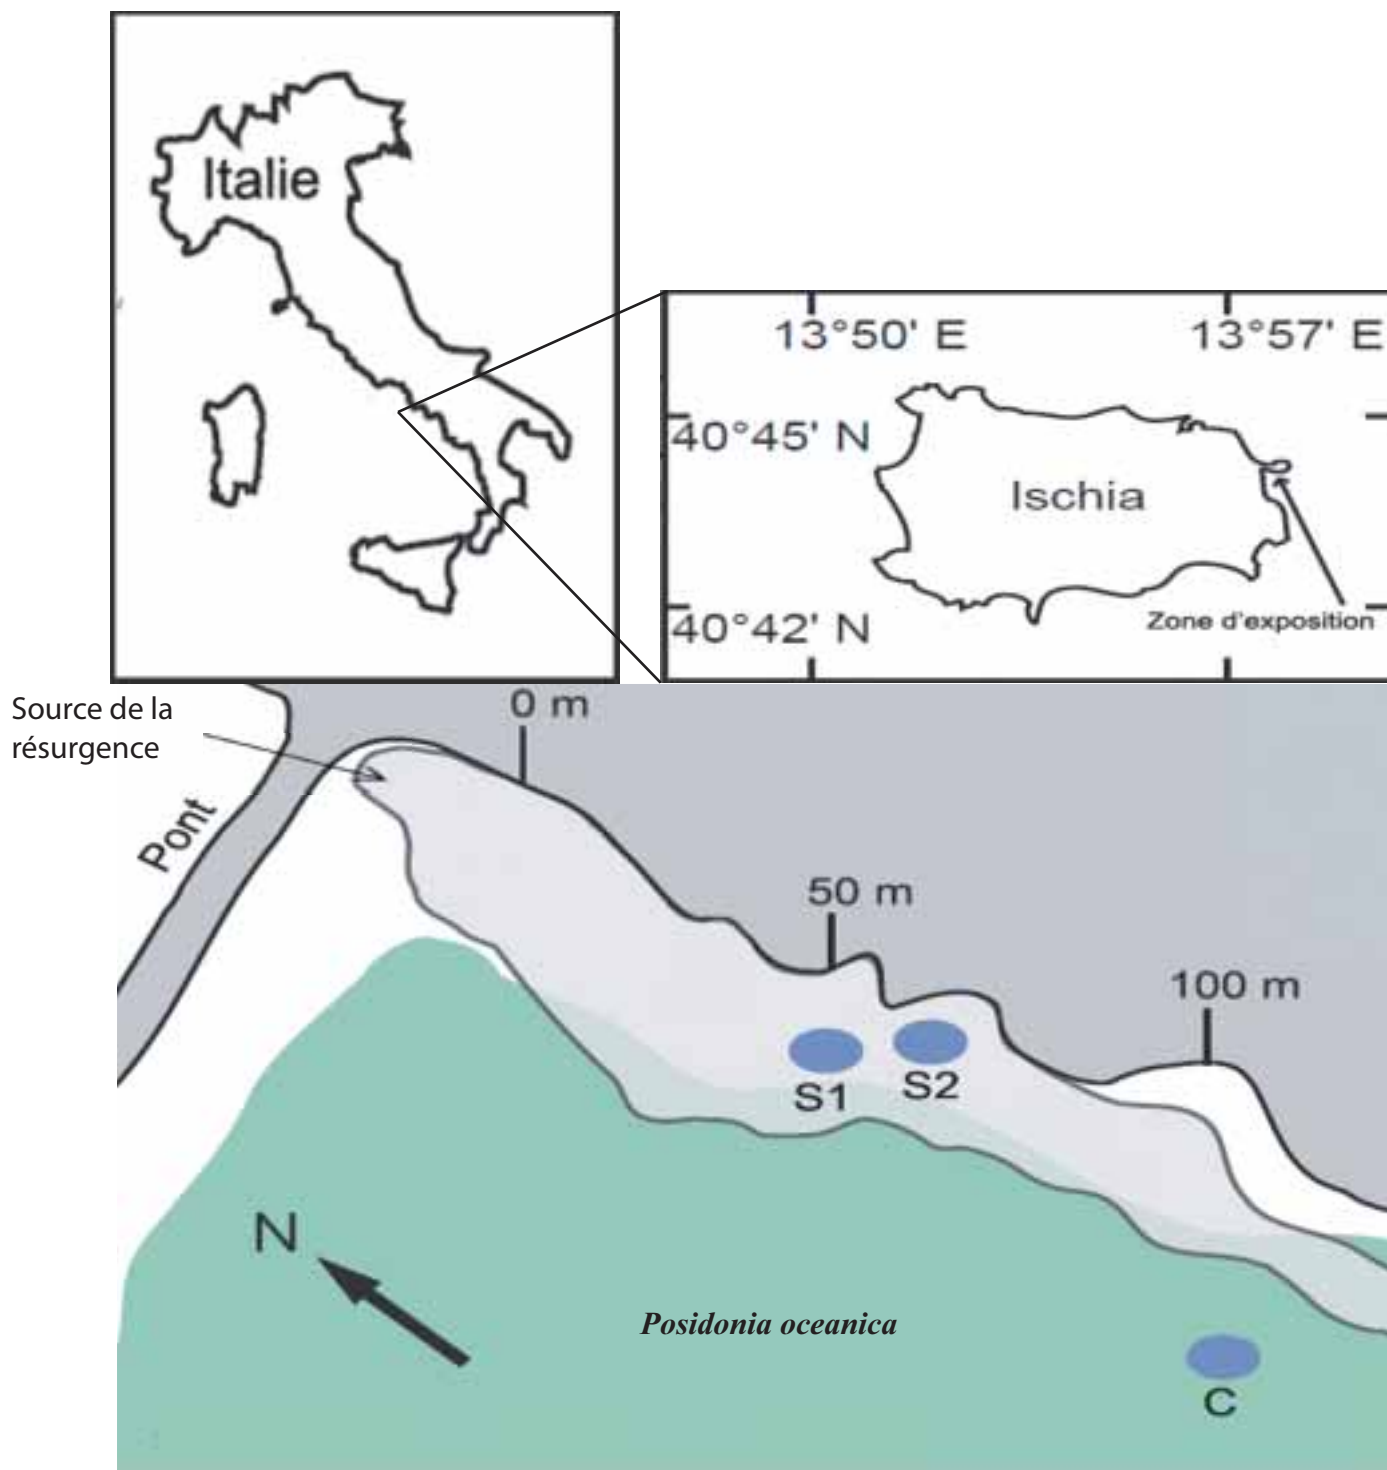 Italie
13°50' E
13°57' E
40°45' N
Ischia
40°42' N
Zone d'exposition
Source de la
résurgence
0 m
Pont
50 m
100 m
S1
S2
N
Posidonia oceanica
C